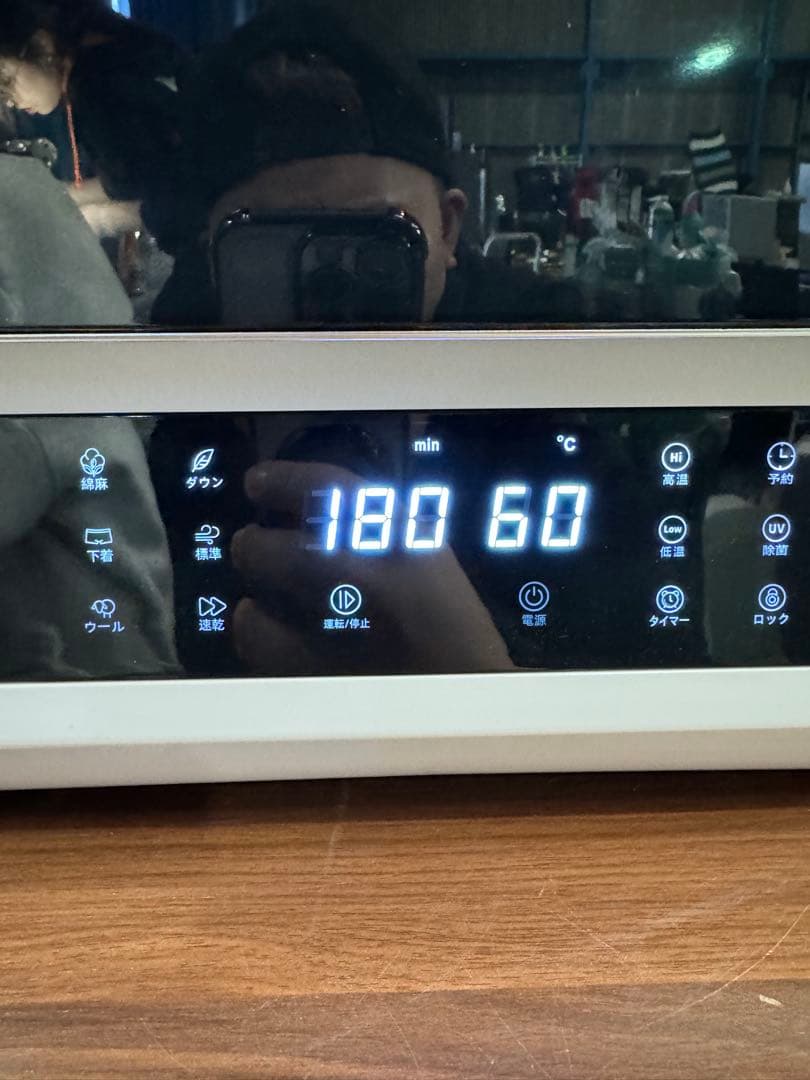 min ℃
180 60
綿麻 ダウン Hi 高温 予約
下着 標準 Low 低温 UV 除菌
ウール 速乾 運転/停止 電源 タイマー ロック